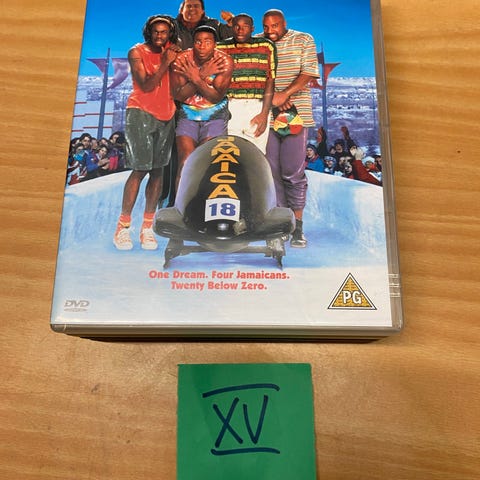 JAMAICA
18
One Dream. Four Jamaicans.
Twenty Below Zero.
DVD
PG
XV